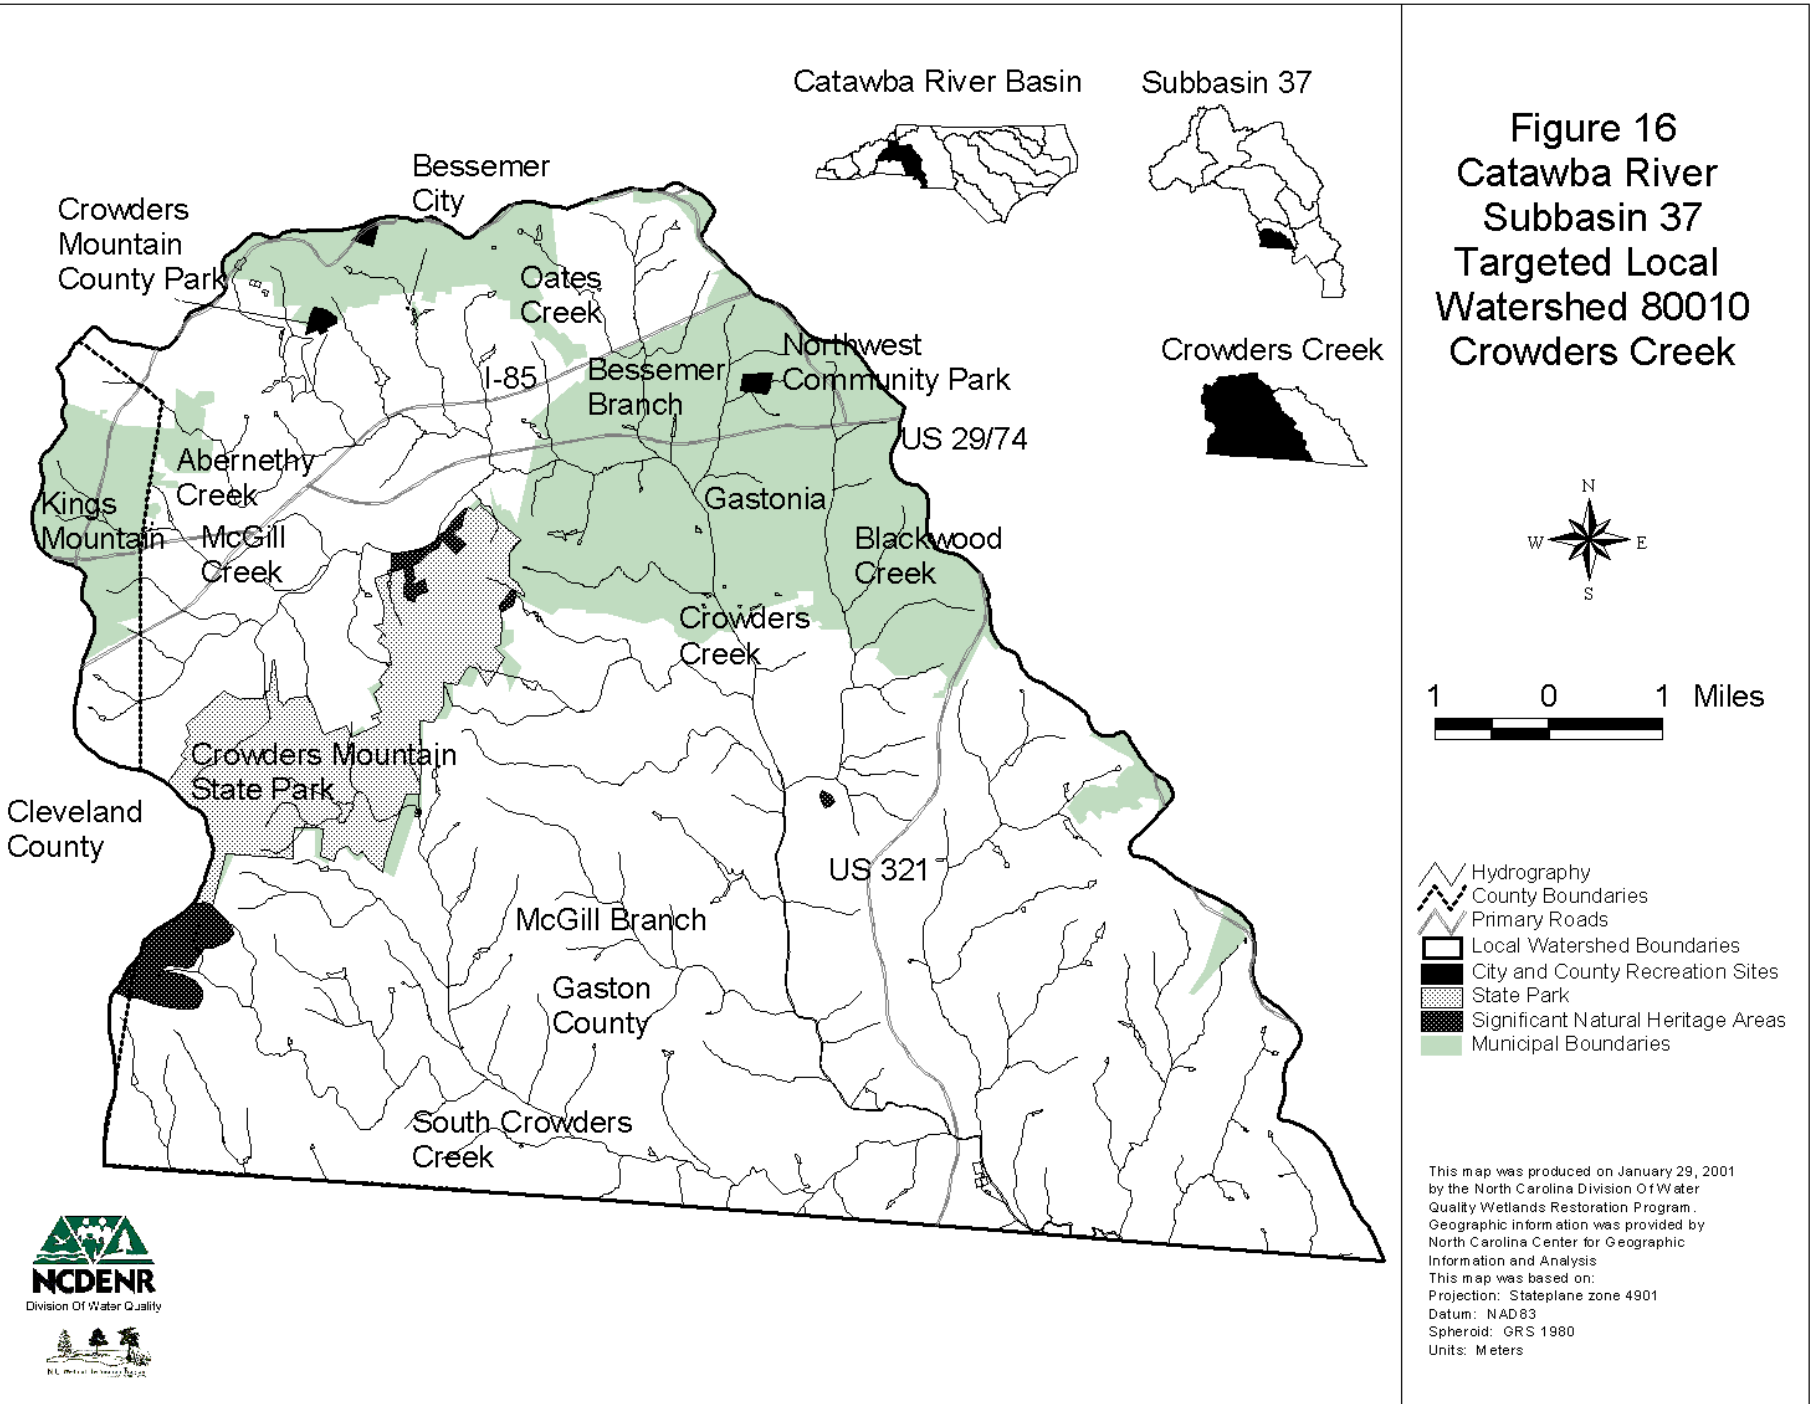 Catawba River Basin
Subbasin 37
Figure 16
Catawba River
Subbasin 37
Targeted Local
Watershed 80010
Crowders Creek
Bessemer
City
Crowders
Mountain
County Park
Oates
Creek
Northwest
Community Park
Crowders Creek
I-85
Bessemer
Branch
US 29/74
Abernethy
Creek
Kings
Mountain
McGill
Creek
Gastonia
Blackwood
Creek
Crowders
Creek
N
W
E
S
1 0 1 Miles
Crowders Mountain
State Park
Cleveland
County
US 321
McGill Branch
Gaston
County
South Crowders
Creek
Hydrography
County Boundaries
Primary Roads
Local Watershed Boundaries
City and County Recreation Sites
State Park
Significant Natural Heritage Areas
Municipal Boundaries
This map was produced on January 29, 2001
by the North Carolina Division Of Water
Quality Wetlands Restoration Program.
Geographic information was provided by
North Carolina Center for Geographic
Information and Analysis
This map was based on:
Projection: Stateplane zone 4901
Datum: NAD83
Spheroid: GRS 1980
Units: Meters
NCDENR
Division Of Water Quality